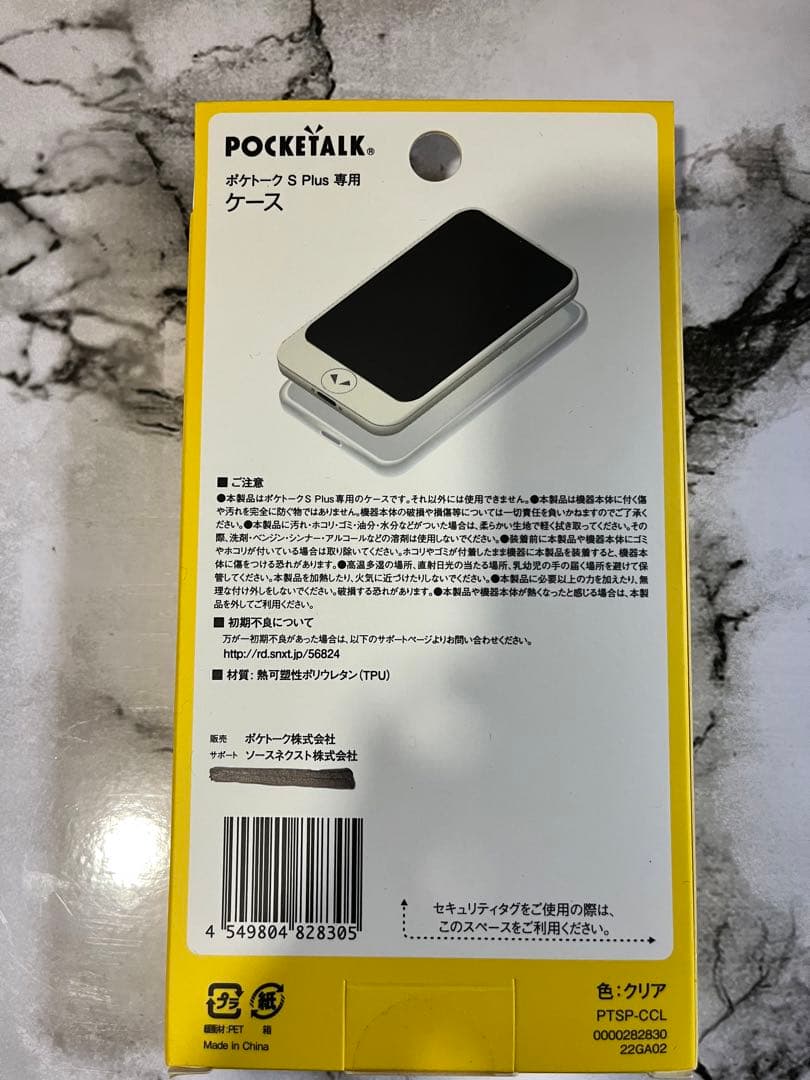 POCKETALK®
ポケトーク S Plus 専用
ケース
■ ご注意
●本製品はポケトークS Plus専用のケースです。それ以外には使用できません。●本製品は機器本体に付く傷
や汚れを完全に防ぐ物ではありません。機器本体の破損や損傷等については一切責任を負いかねますのでご了承く
ださい。●本製品に汚れ・ホコリ・ゴミ・油分・水分などがついた場合は、柔らかい生地で軽く拭き取ってください。その
際、洗剤・ベンジン・シンナー・アルコールなどの溶剤は使用しないでください。●装着前に本製品や機器本体にゴミ
やホコリが付いている場合は取り除いてください。ホコリやゴミが付着したまま機器に本製品を装着すると、機器本
体に傷をつける恐れがあります。●高温多湿の場所、直射日光の当たる場所、乳幼児の手の届く場所を避けて保
管してください。本製品を加熱したり、火気に近づけたりしないでください。●本製品に必要以上の力を加えたり、無
理な付け外しをしないでください。破損する恐れがあります。●本製品や機器本体が熱くなったと感じる場合は、本製
品を外してご利用ください。
■ 初期不良について
万が一初期不良があった場合は、以下のサポートページよりお問い合わせください。
http://rd.snxt.jp/56824
■ 材質：熱可塑性ポリウレタン（TPU）
販売 ポケトーク株式会社
サポート ソースネクスト株式会社
4 549804 828305
セキュリティタグをご使用の際は、
このスペースをご利用ください。
プラ 紙
緩衝材:PET 箱
Made in China
色：クリア
PTSP-CCL
0000282830
22GA02